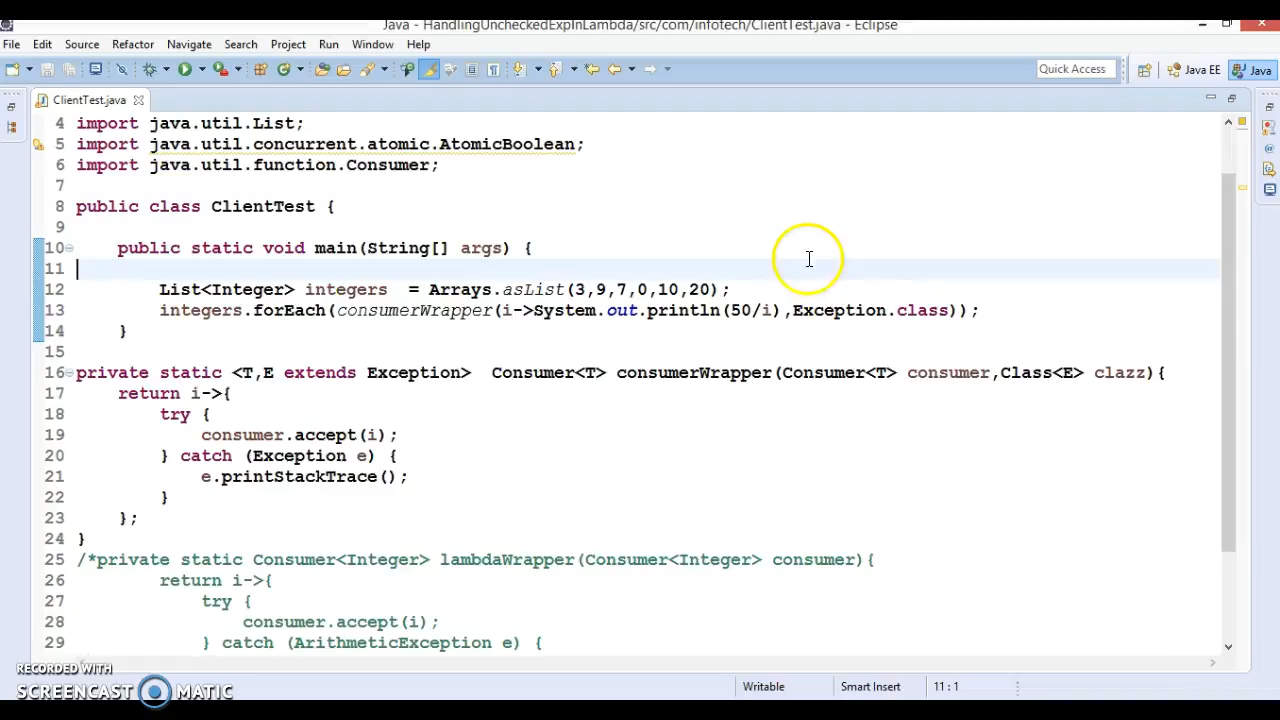 Java - HandlingUncheckedExpInLambda/src/com/infotech/ClientTest.java - Eclipse
File Edit Source Refactor Navigate Search Project Run Window Help
Quick Access Java EE Java
ClientTest.java
4 import java.util.List;
5 import java.util.concurrent.atomic.AtomicBoolean;
6 import java.util.function.Consumer;
7
8 public class ClientTest {
9
10 public static void main(String[] args) {
11
12 List<Integer> integers  = Arrays.asList(3,9,7,0,10,20);
13 integers.forEach(consumerWrapper(i->System.out.println(50/i),Exception.class));
14 }
15
16 private static <T,E extends Exception>  Consumer<T> consumerWrapper(Consumer<T> consumer,Class<E> clazz){
17 return i->{
18 try {
19 consumer.accept(i);
20 } catch (Exception e) {
21 e.printStackTrace();
22 }
23 };
24 }
25 /*private static Consumer<Integer> lambdaWrapper(Consumer<Integer> consumer){
26 return i->{
27 try {
28 consumer.accept(i);
29 } catch (ArithmeticException e) {
RECORDED WITH
SCREENCAST MATIC
Writable Smart Insert 11 : 1